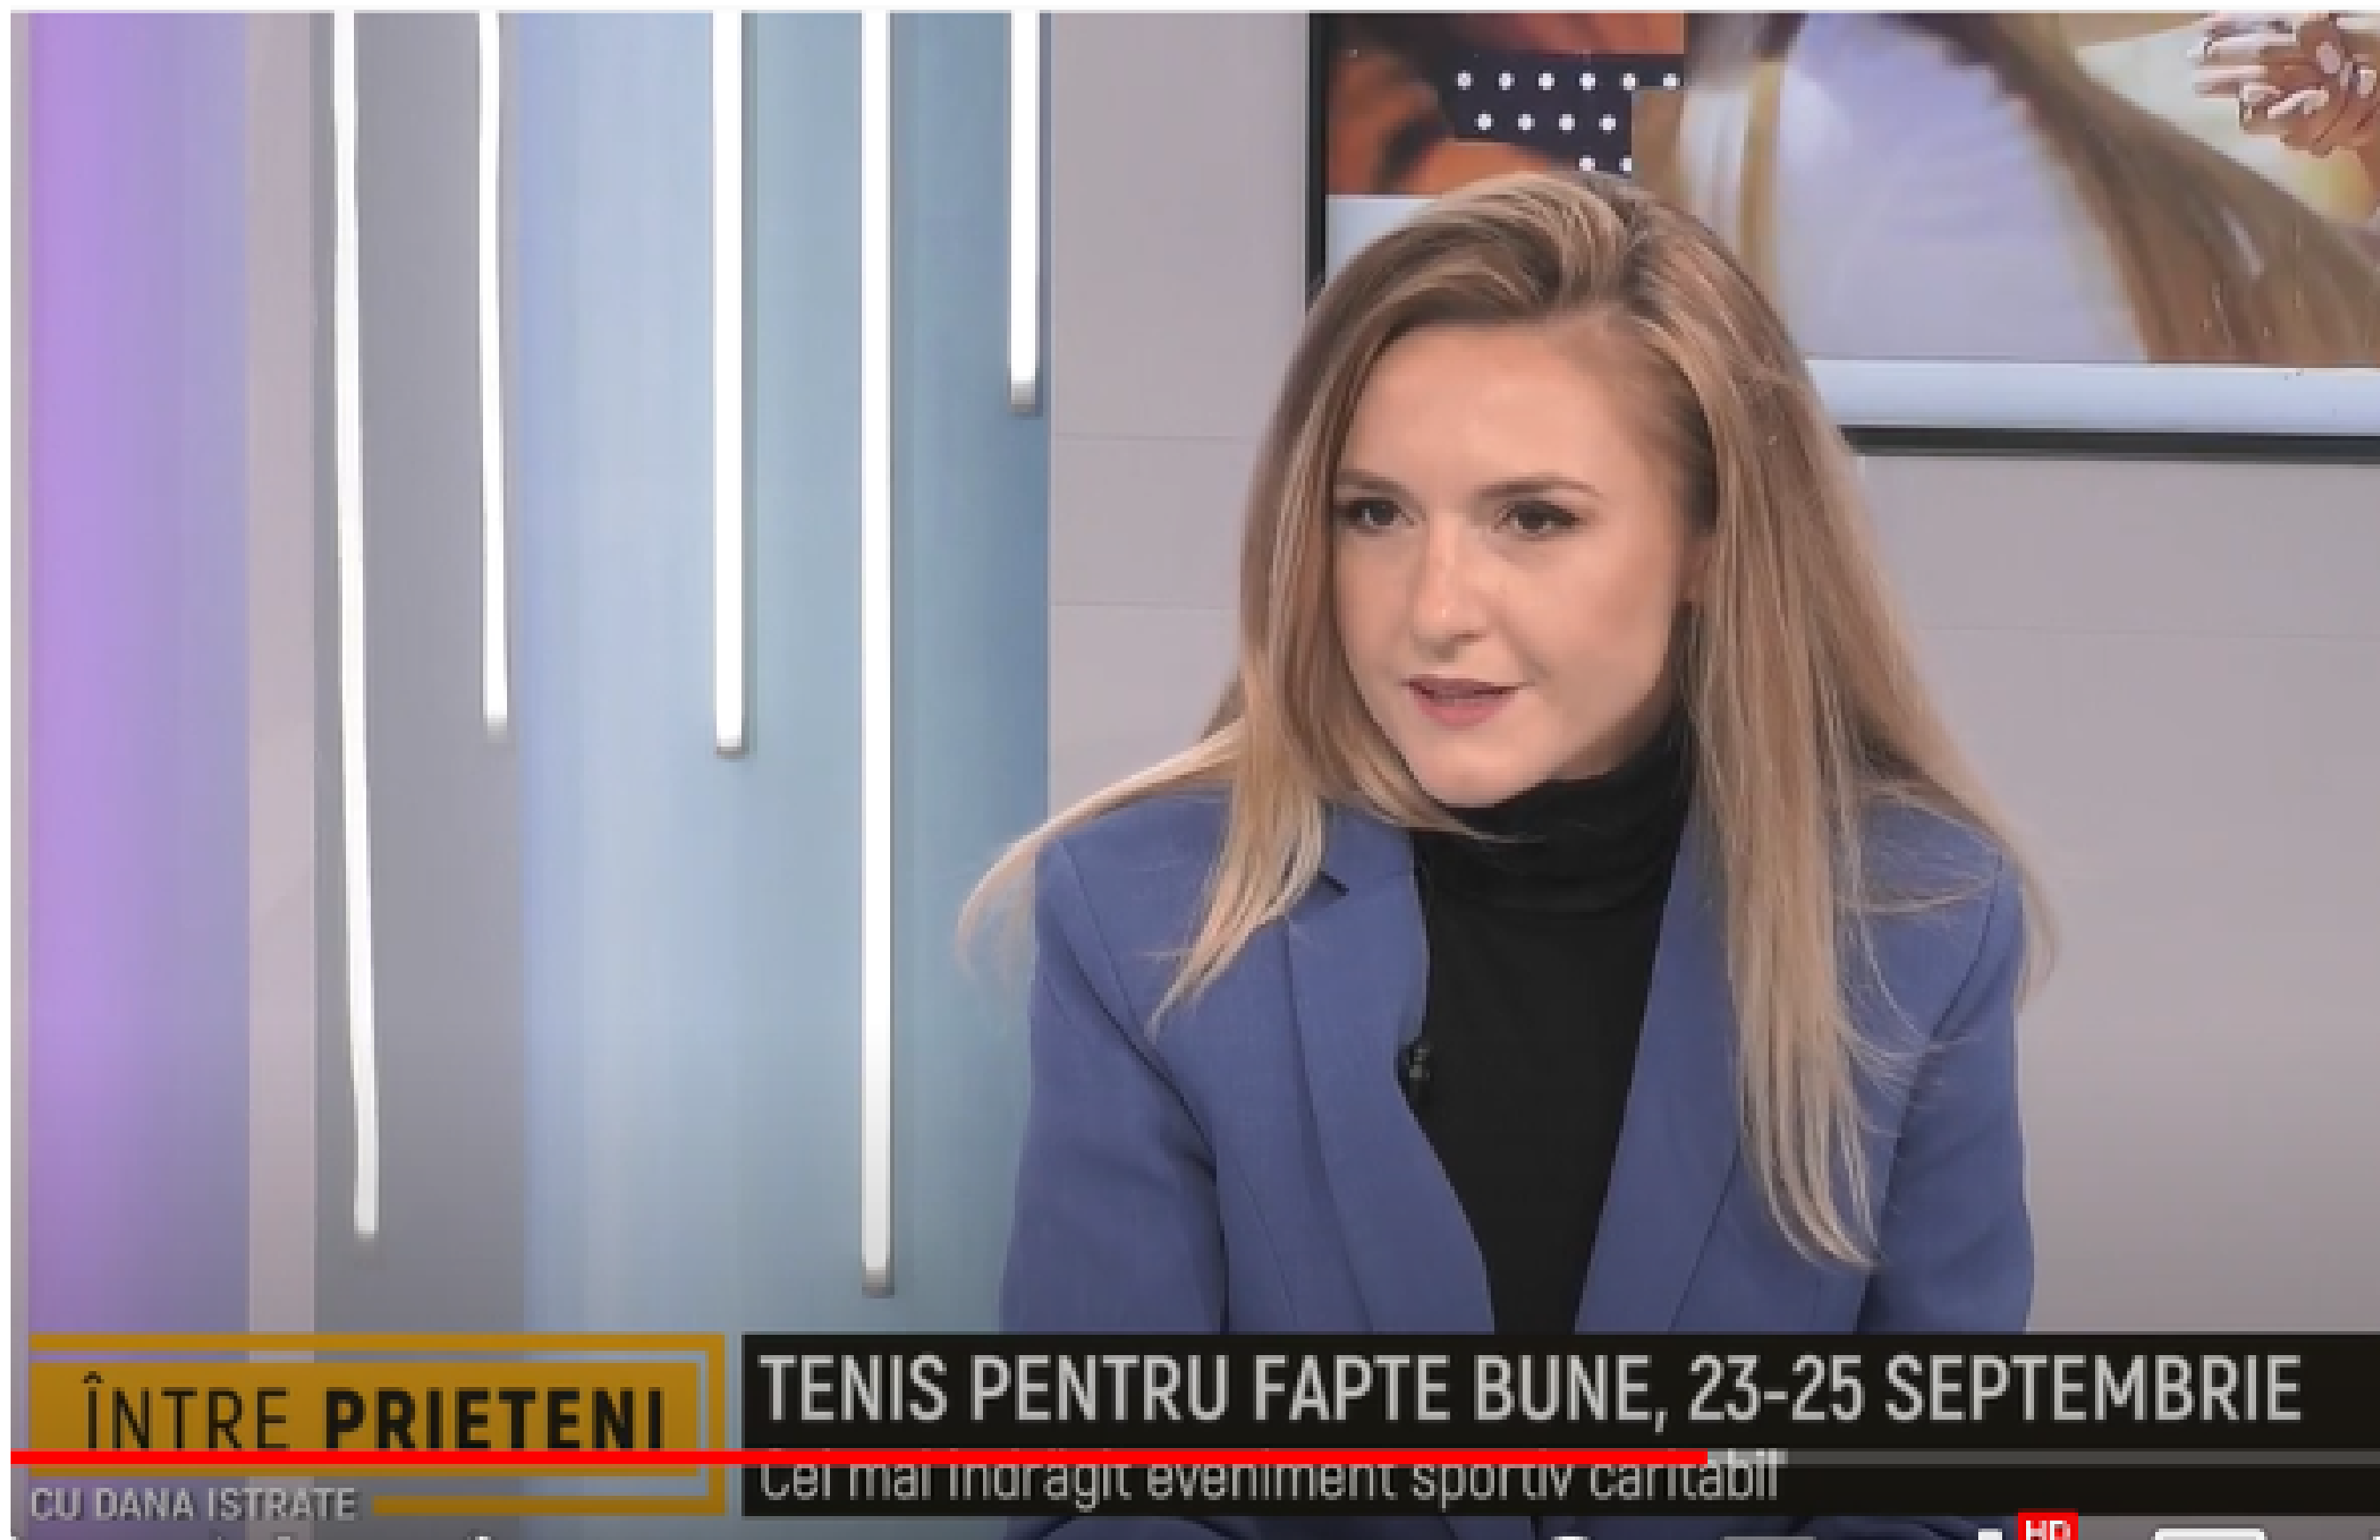 ÎNTRE PRIETENI
CU DANA ISTRATE
TENIS PENTRU FAPTE BUNE, 23-25 SEPTEMBRIE
Cel mai îndrăgit eveniment sportiv caritabil
HD